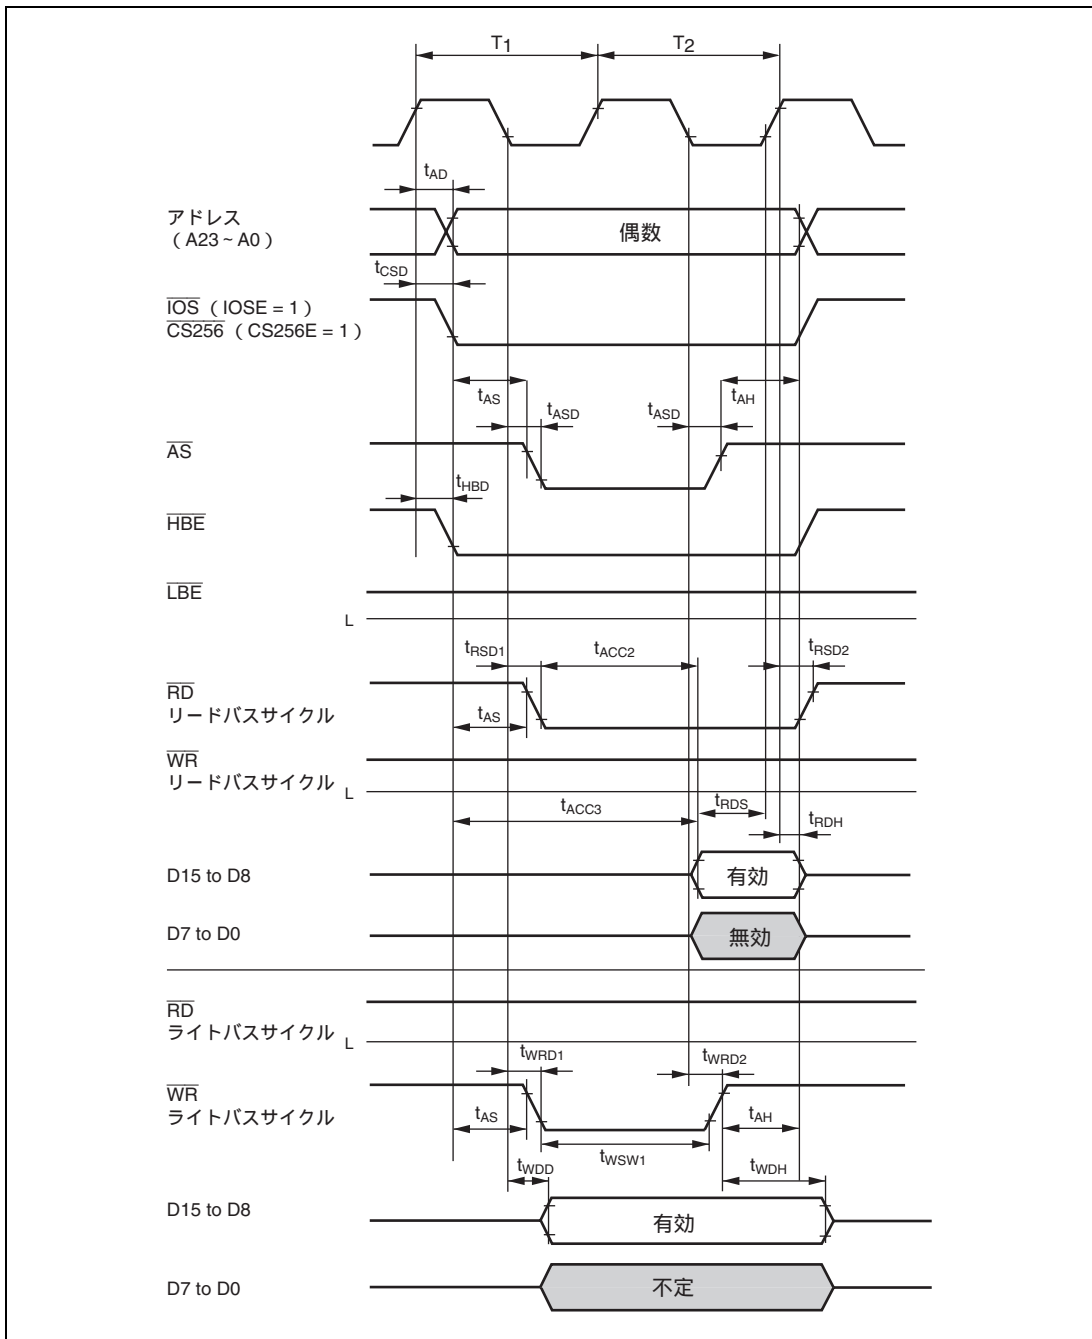 T1 T2
tAD
アドレス
( A23 ~ A0 )
偶数
tCSD
IOS ( IOSE = 1 )
CS256 ( CS256E = 1 )
tAS tASD tASD tAH
AS
tHBD
HBE
LBE
L
tRSD1 tACC2 tRSD2
RD
リードバスサイクル
tAS
WR
リードバスサイクル L
tACC3 tRDS
tRDH
D15 to D8 有効
D7 to D0 無効
RD
ライトバスサイクル L
tWRD1 tWRD2
WR
ライトバスサイクル
tAS tAH
tWSW1
tWDD tWDH
D15 to D8 有効
D7 to D0 不定